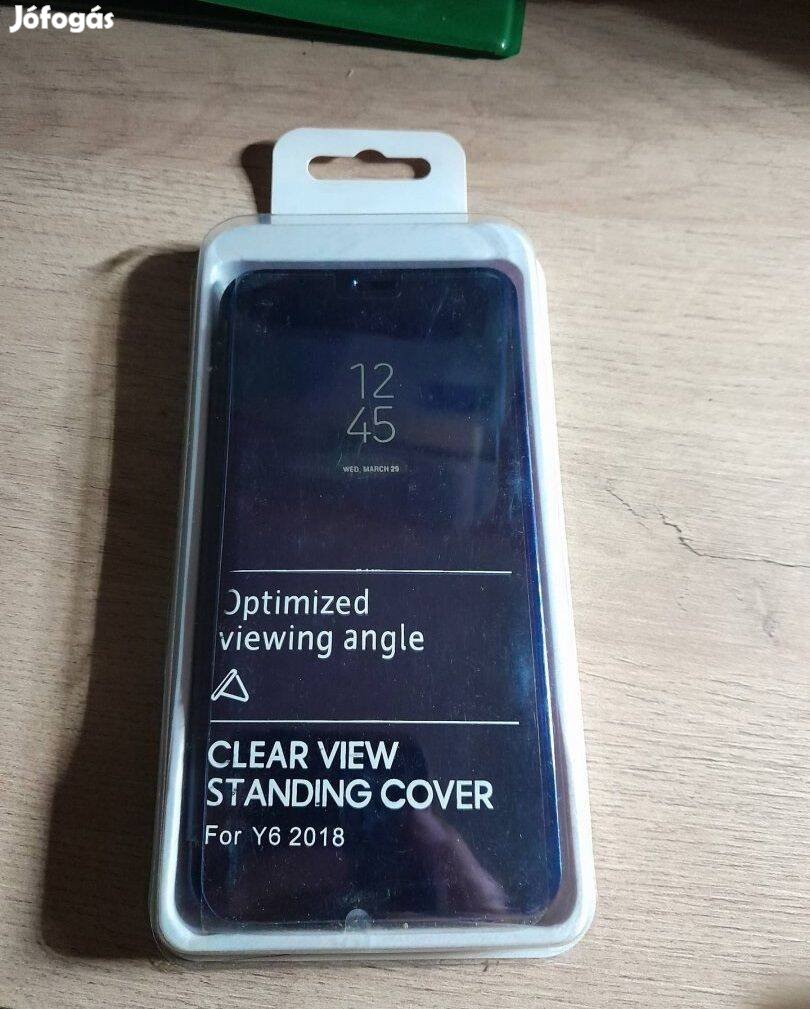 Jófogás
12
45
WED, MARCH 29
Optimized
viewing angle
CLEAR VIEW
STANDING COVER
For Y6 2018